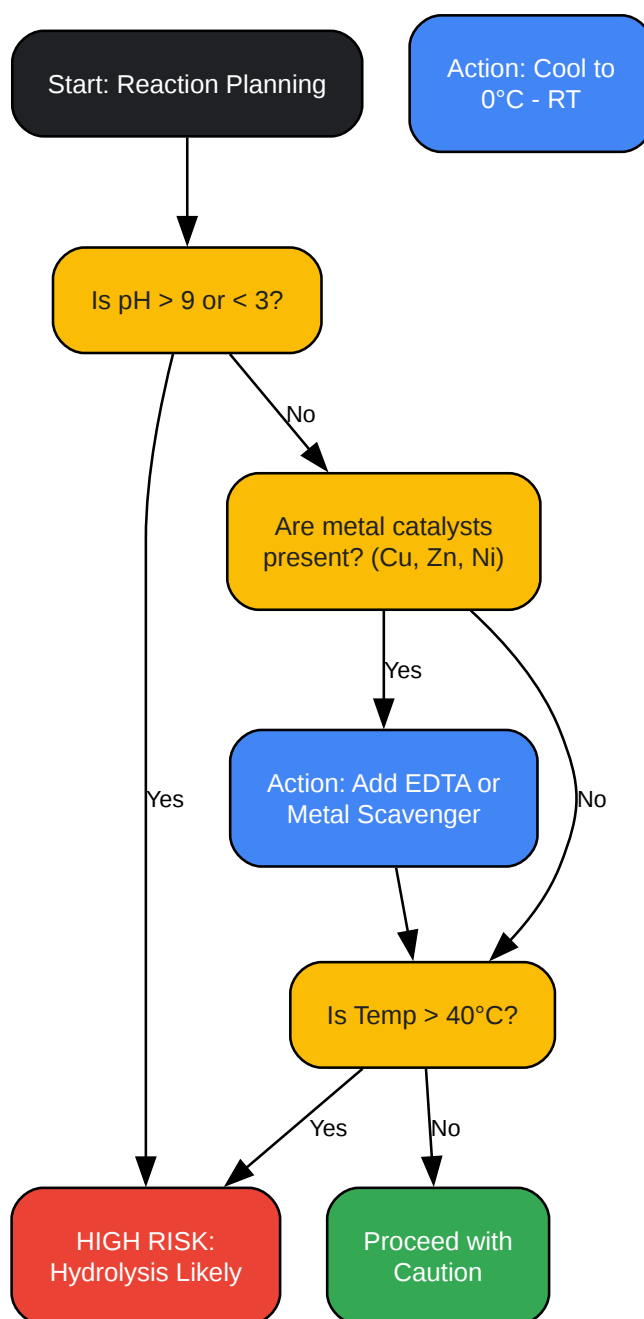 Start: Reaction Planning
Action: Cool to
0°C - RT
Is pH > 9 or < 3?
No
Are metal catalysts
present? (Cu, Zn, Ni)
Yes
Action: Add EDTA or
Metal Scavenger
Yes
No
Is Temp > 40°C?
Yes
No
HIGH RISK:
Hydrolysis Likely
Proceed with
Caution